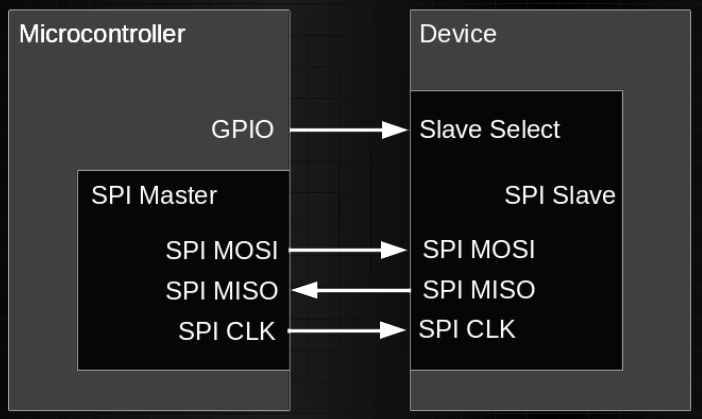 Microcontroller
GPIO
SPI Master
SPI MOSI
SPI MISO
SPI CLK
Device
Slave Select
SPI Slave
SPI MOSI
SPI MISO
SPI CLK